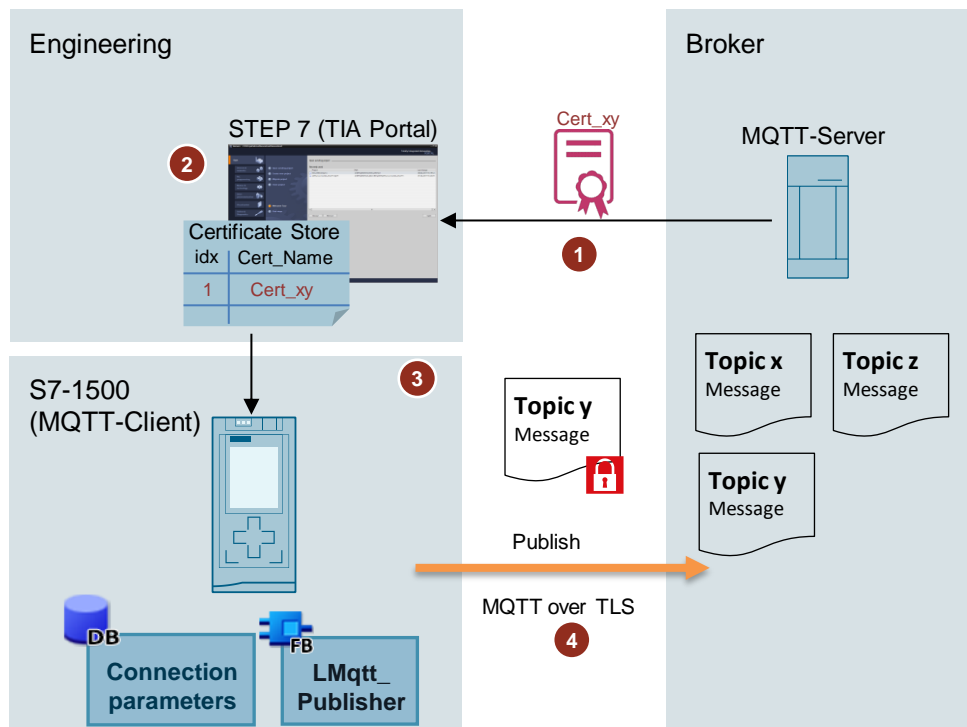 Engineering
Broker
STEP 7 (TIA Portal)
Cert_xy
MQTT-Server
2
Certificate Store
idx Cert_Name
1 Cert_xy
1
S7-1500
(MQTT-Client)
3
Topic y
Message
Topic x
Message
Topic z
Message
Topic y
Message
Publish
MQTT over TLS
4
DB
Connection
parameters
FB
LMqtt_
Publisher